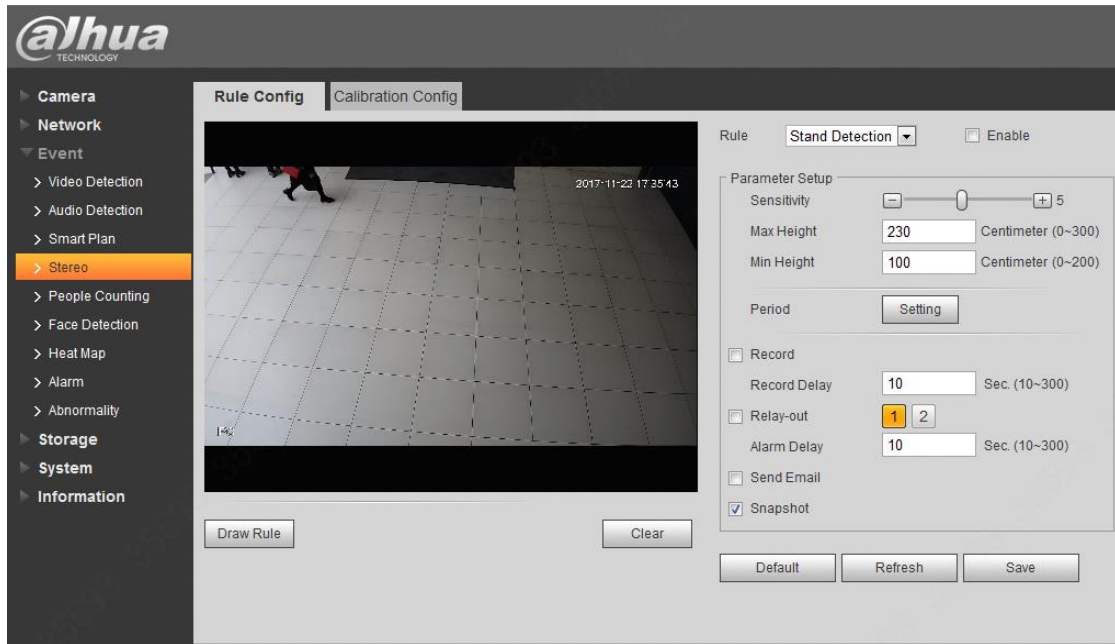 alhua
TECHNOLOGY
Camera
Network
Event
Video Detection
Audio Detection
Smart Plan
Stereo
People Counting
Face Detection
Heat Map
Alarm
Abnormality
Storage
System
Information
Rule Config Calibration Config
2017-11-22 17:35:43
Draw Rule Clear
Rule Stand Detection Enable
Parameter Setup
Sensitivity - + 5
Max Height 230 Centimeter (0~300)
Min Height 100 Centimeter (0~200)
Period Setting
Record
Record Delay 10 Sec. (10~300)
Relay-out 1 2
Alarm Delay 10 Sec. (10~300)
Send Email
Snapshot
Default Refresh Save